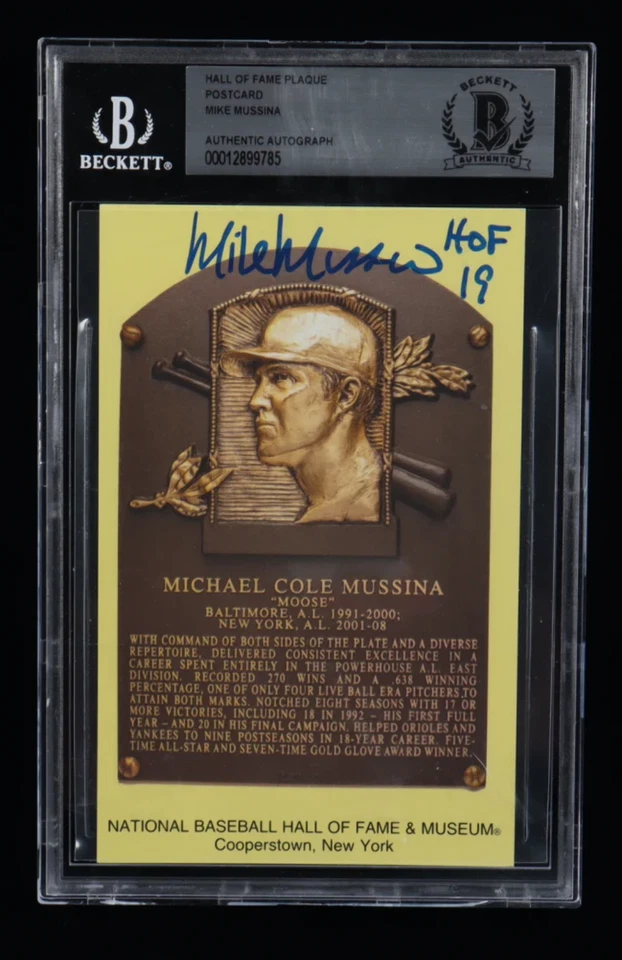 HALL OF FAME PLAQUE
POSTCARD
MIKE MUSSINA
AUTHENTIC AUTOGRAPH
00012899785
B
BECKETT®
BECKETT
B
AUTHENTIC
Mike Mussina HOF
19
MICHAEL COLE MUSSINA
"MOOSE"
BALTIMORE, A.L. 1991-2000;
NEW YORK, A.L. 2001-08
WITH COMMAND OF BOTH SIDES OF THE PLATE AND A DIVERSE
REPERTOIRE, DELIVERED CONSISTENT EXCELLENCE IN A
CAREER SPENT ENTIRELY IN THE POWERHOUSE A.L. EAST
DIVISION. RECORDED 270 WINS AND A .638 WINNING
PERCENTAGE, ONE OF ONLY FOUR LIVE BALL ERA PITCHERS TO
ATTAIN BOTH MARKS. NOTCHED EIGHT SEASONS WITH 17 OR
MORE VICTORIES, INCLUDING 18 IN 1992 – HIS FIRST FULL
YEAR – AND 20 IN HIS FINAL CAMPAIGN. HELPED ORIOLES AND
YANKEES TO NINE POSTSEASONS IN 18-YEAR CAREER. FIVE-
TIME ALL-STAR AND SEVEN-TIME GOLD GLOVE AWARD WINNER.
NATIONAL BASEBALL HALL OF FAME & MUSEUM®
Cooperstown, New York